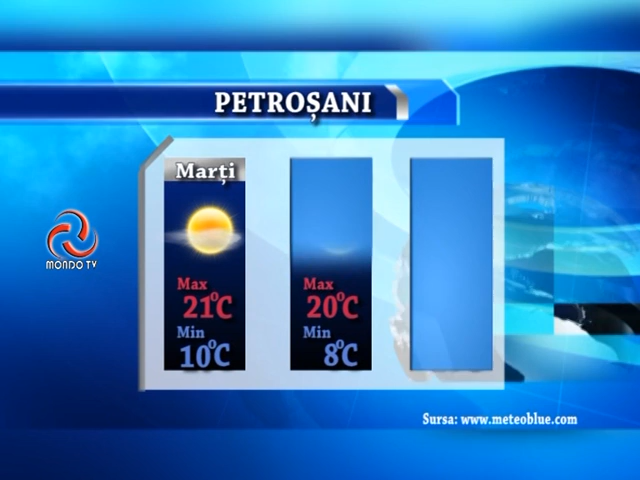 PETROȘANI
Marți
Max
21°C
Min
10°C
Max
20°C
Min
8°C
MONDO TV
Sursa: www.meteoblue.com